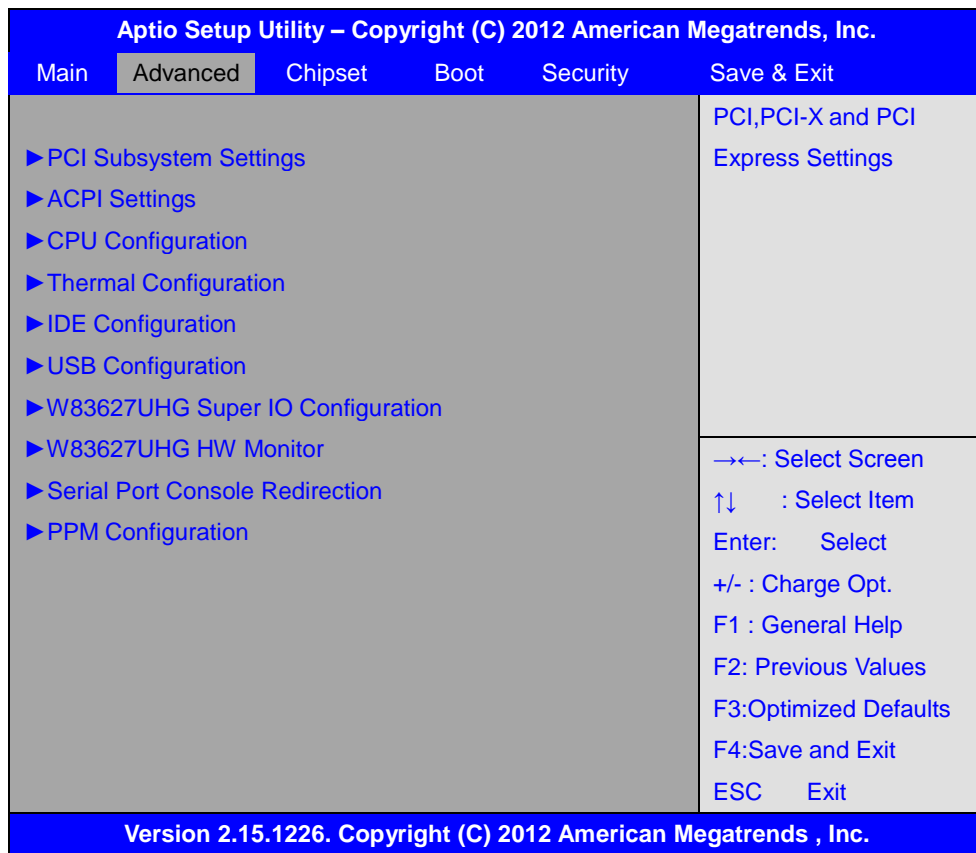 Aptio Setup Utility – Copyright (C) 2012 American Megatrends, Inc.
Main Advanced Chipset Boot Security Save & Exit
►PCI Subsystem Settings
►ACPI Settings
►CPU Configuration
►Thermal Configuration
►IDE Configuration
►USB Configuration
►W83627UHG Super IO Configuration
►W83627UHG HW Monitor
►Serial Port Console Redirection
►PPM Configuration
PCI,PCI-X and PCI
Express Settings
→←: Select Screen
↑↓ : Select Item
Enter: Select
+/- : Charge Opt.
F1 : General Help
F2: Previous Values
F3:Optimized Defaults
F4:Save and Exit
ESC Exit
Version 2.15.1226. Copyright (C) 2012 American Megatrends , Inc.